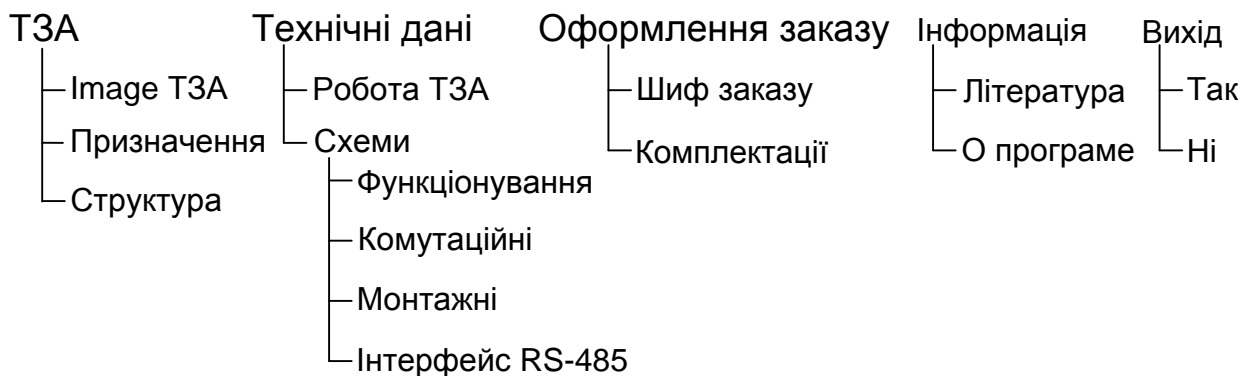 ТЗА
Image ТЗА
Призначення
Структура
Технічні дані
Робота ТЗА
Схеми
Функціонування
Комутаційні
Монтажні
Інтерфейс RS-485
Оформлення заказу
Шиф заказу
Комплектації
Інформація
Література
О програме
Вихід
Так
Ні